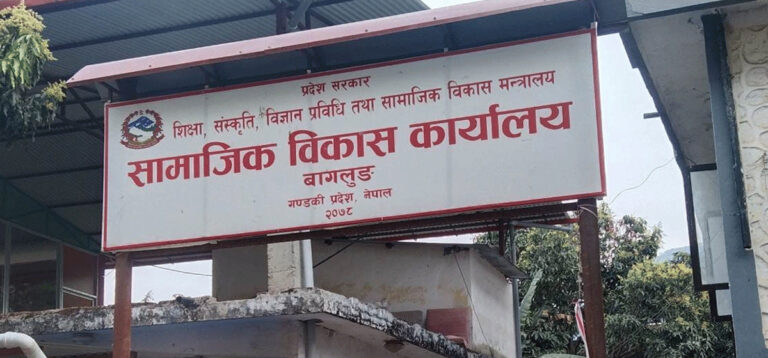 प्रदेश सरकार
शिक्षा, संस्कृति, विज्ञान प्रविधि तथा सामाजिक विकास मन्त्रालय
सामाजिक विकास कार्यालय
बागलुङ
गण्डकी प्रदेश, नेपाल
२०७८